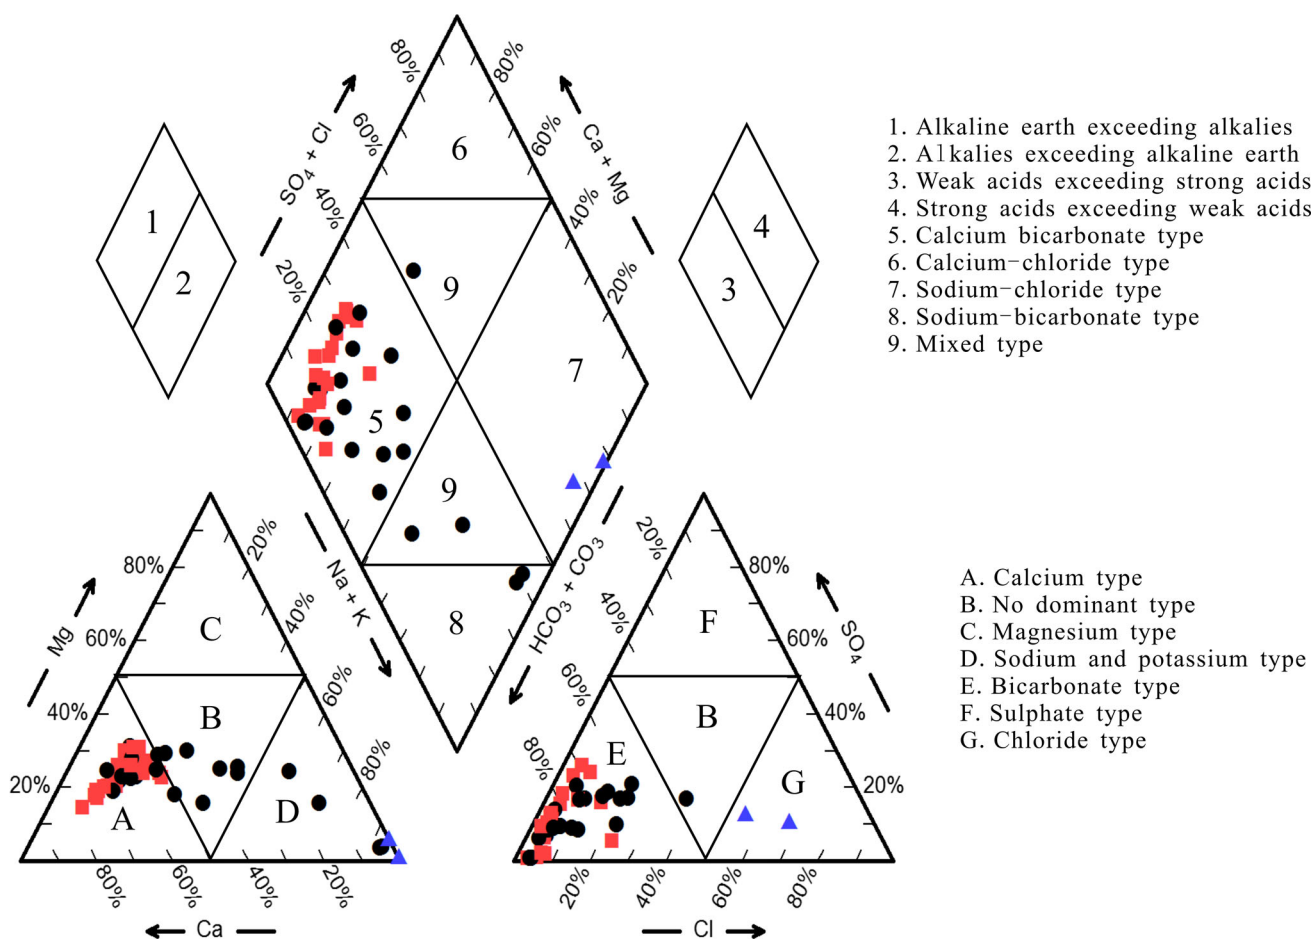 80%
80%
60%
60%
6
SO₄ + Cl
Ca + Mg
40%
40%
20%
20%
1
2
4
3
9
7
5
9
8
Na + K
HCO₃ + CO₃
1. Alkaline earth exceeding alkalies
2. Alkalies exceeding alkaline earth
3. Weak acids exceeding strong acids
4. Strong acids exceeding weak acids
5. Calcium bicarbonate type
6. Calcium-chloride type
7. Sodium-chloride type
8. Sodium-bicarbonate type
9. Mixed type
Mg
80%
60%
40%
20%
20%
40%
60%
80%
C
B
A
D
80%
60%
40%
20%
Ca
20%
40%
60%
80%
80%
60%
40%
20%
SO₄
F
B
E
G
20%
40%
60%
80%
Cl
A. Calcium type
B. No dominant type
C. Magnesium type
D. Sodium and potassium type
E. Bicarbonate type
F. Sulphate type
G. Chloride type